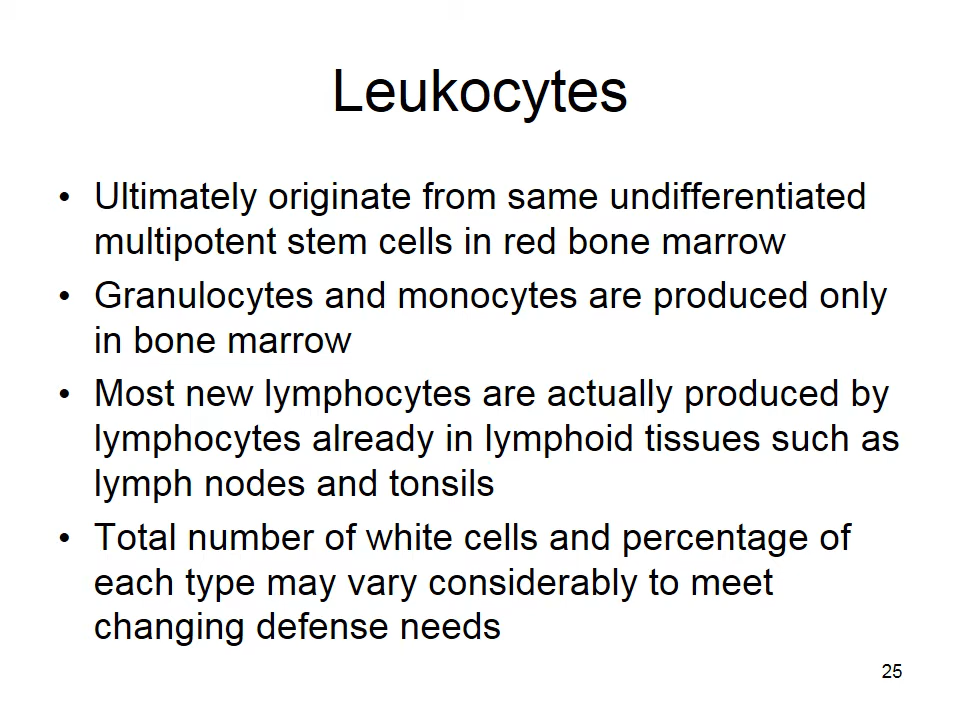 Leukocytes
• Ultimately originate from same undifferentiated
multipotent stem cells in red bone marrow
• Granulocytes and monocytes are produced only
in bone marrow
• Most new lymphocytes are actually produced by
lymphocytes already in lymphoid tissues such as
lymph nodes and tonsils
• Total number of white cells and percentage of
each type may vary considerably to meet
changing defense needs
25